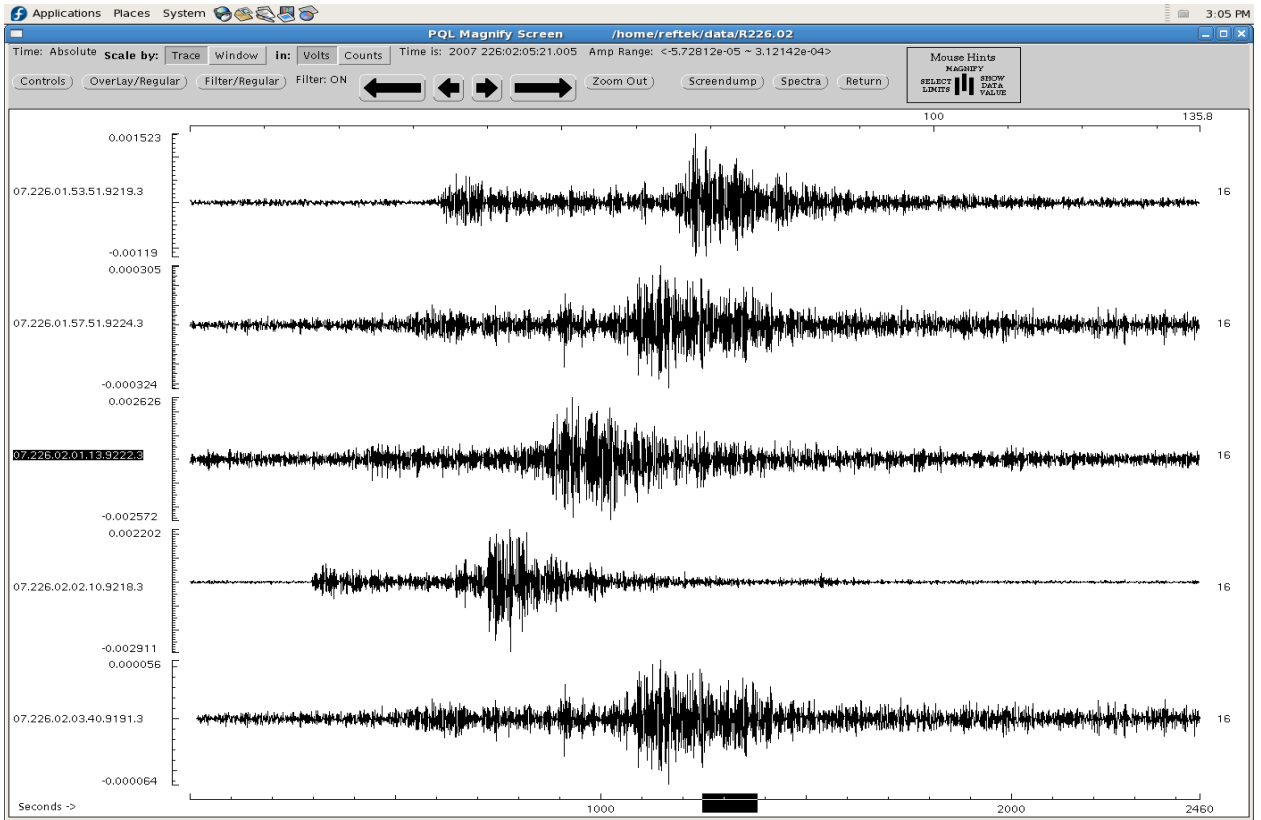 Applications Places System 3:05 PM
PQL Magnify Screen /home/reftek/data/R226.02
Time: Absolute Scale by: Trace Window in: Volts Counts Time is: 2007 226:02:05:21.005 Amp Range: <-5.72812e-05 ~ 3.12142e-04>
Mouse Hints
MAGNIFY
SELECT LIMITS SHOW DATA VALUE
Controls OverLay/Regular Filter/Regular Filter: ON Zoom Out Screendump Spectra Return
100 135.8
0.001523
07.226.01.53.51.9219.3 16
-0.00119
0.000305
07.226.01.57.51.9224.3 16
-0.000324
0.002626
07.226.02.01.13.9222.3 16
-0.002572
0.002202
07.226.02.02.10.9218.3 16
-0.002911
0.000056
07.226.02.03.40.9191.3 16
-0.000064
Seconds -> 1000 2000 2460